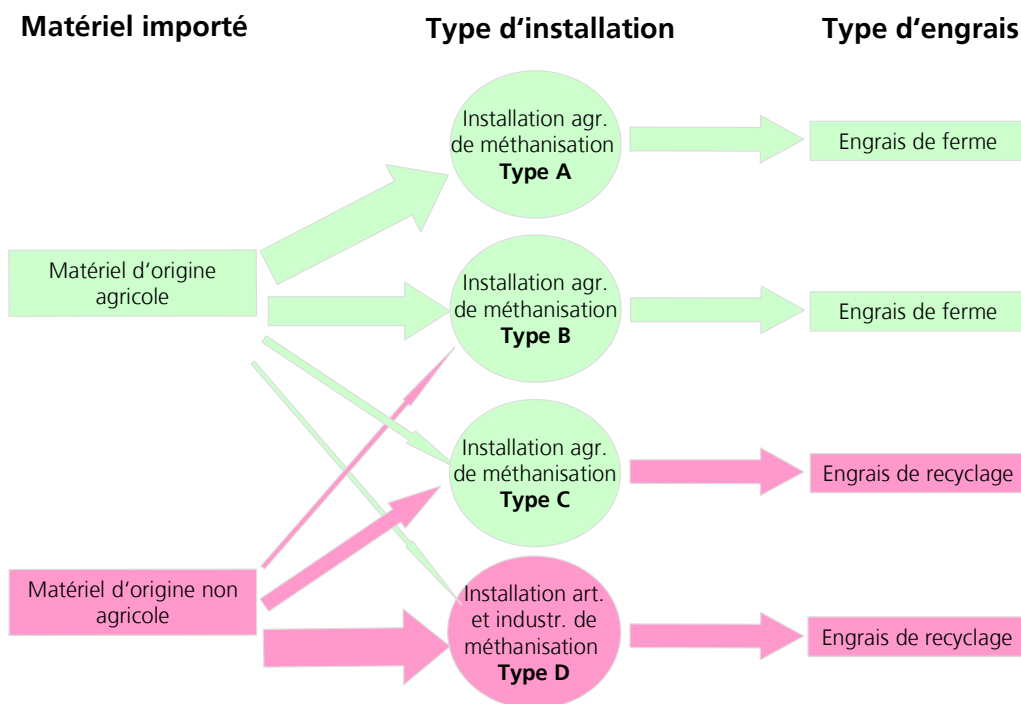 Matériel importé
Type d‘installation
Type d‘engrais
Installation agr.
de méthanisation
Type A
Engrais de ferme
Matériel d‘origine
agricole
Installation agr.
de méthanisation
Type B
Engrais de ferme
Installation agr.
de méthanisation
Type C
Engrais de recyclage
Matériel d‘origine non
agricole
Installation art.
et industr. de
méthanisation
Type D
Engrais de recyclage